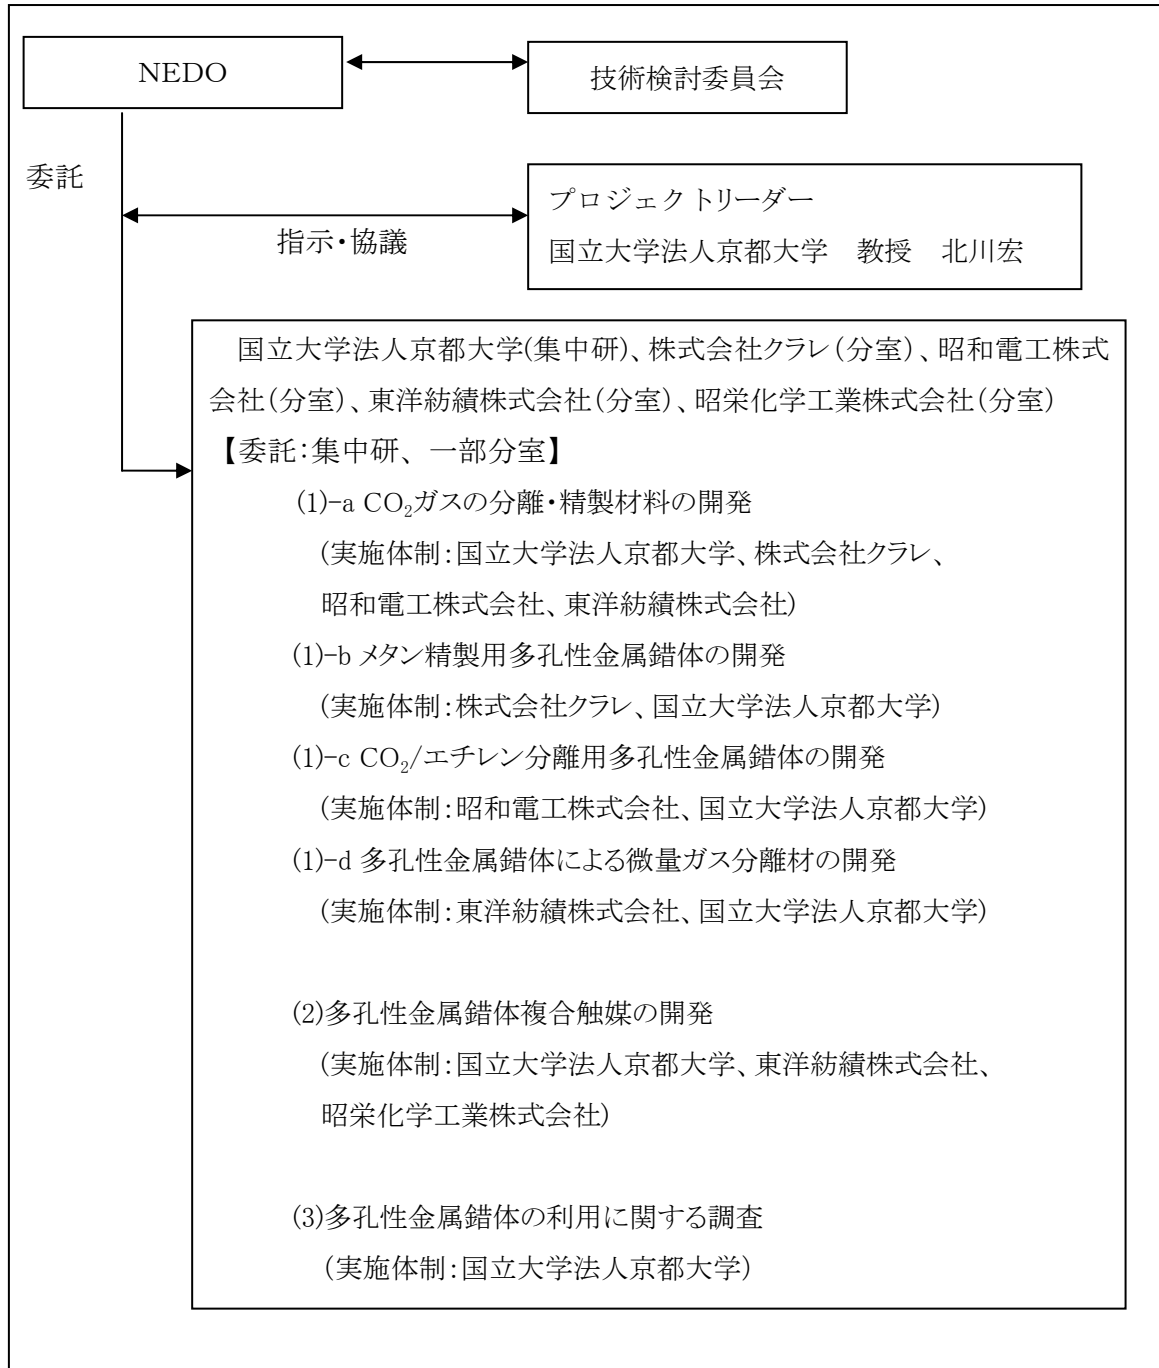 NEDO
技術検討委員会
委託
プロジェクトリーダー
指示・協議
国立大学法人京都大学 教授 北川宏
国立大学法人京都大学(集中研)、株式会社クラレ(分室)、昭和電工株式
会社(分室)、東洋紡績株式会社(分室)、昭栄化学工業株式会社(分室)
【委託:集中研、一部分室】
(1)-a CO₂ガスの分離・精製材料の開発
(実施体制:国立大学法人京都大学、株式会社クラレ、
昭和電工株式会社、東洋紡績株式会社)
(1)-b メタン精製用多孔性金属錯体の開発
(実施体制:株式会社クラレ、国立大学法人京都大学)
(1)-c CO₂/エチレン分離用多孔性金属錯体の開発
(実施体制:昭和電工株式会社、国立大学法人京都大学)
(1)-d 多孔性金属錯体による微量ガス分離材の開発
(実施体制:東洋紡績株式会社、国立大学法人京都大学)
(2)多孔性金属錯体複合触媒の開発
(実施体制:国立大学法人京都大学、東洋紡績株式会社、
昭栄化学工業株式会社)
(3)多孔性金属錯体の利用に関する調査
(実施体制:国立大学法人京都大学)